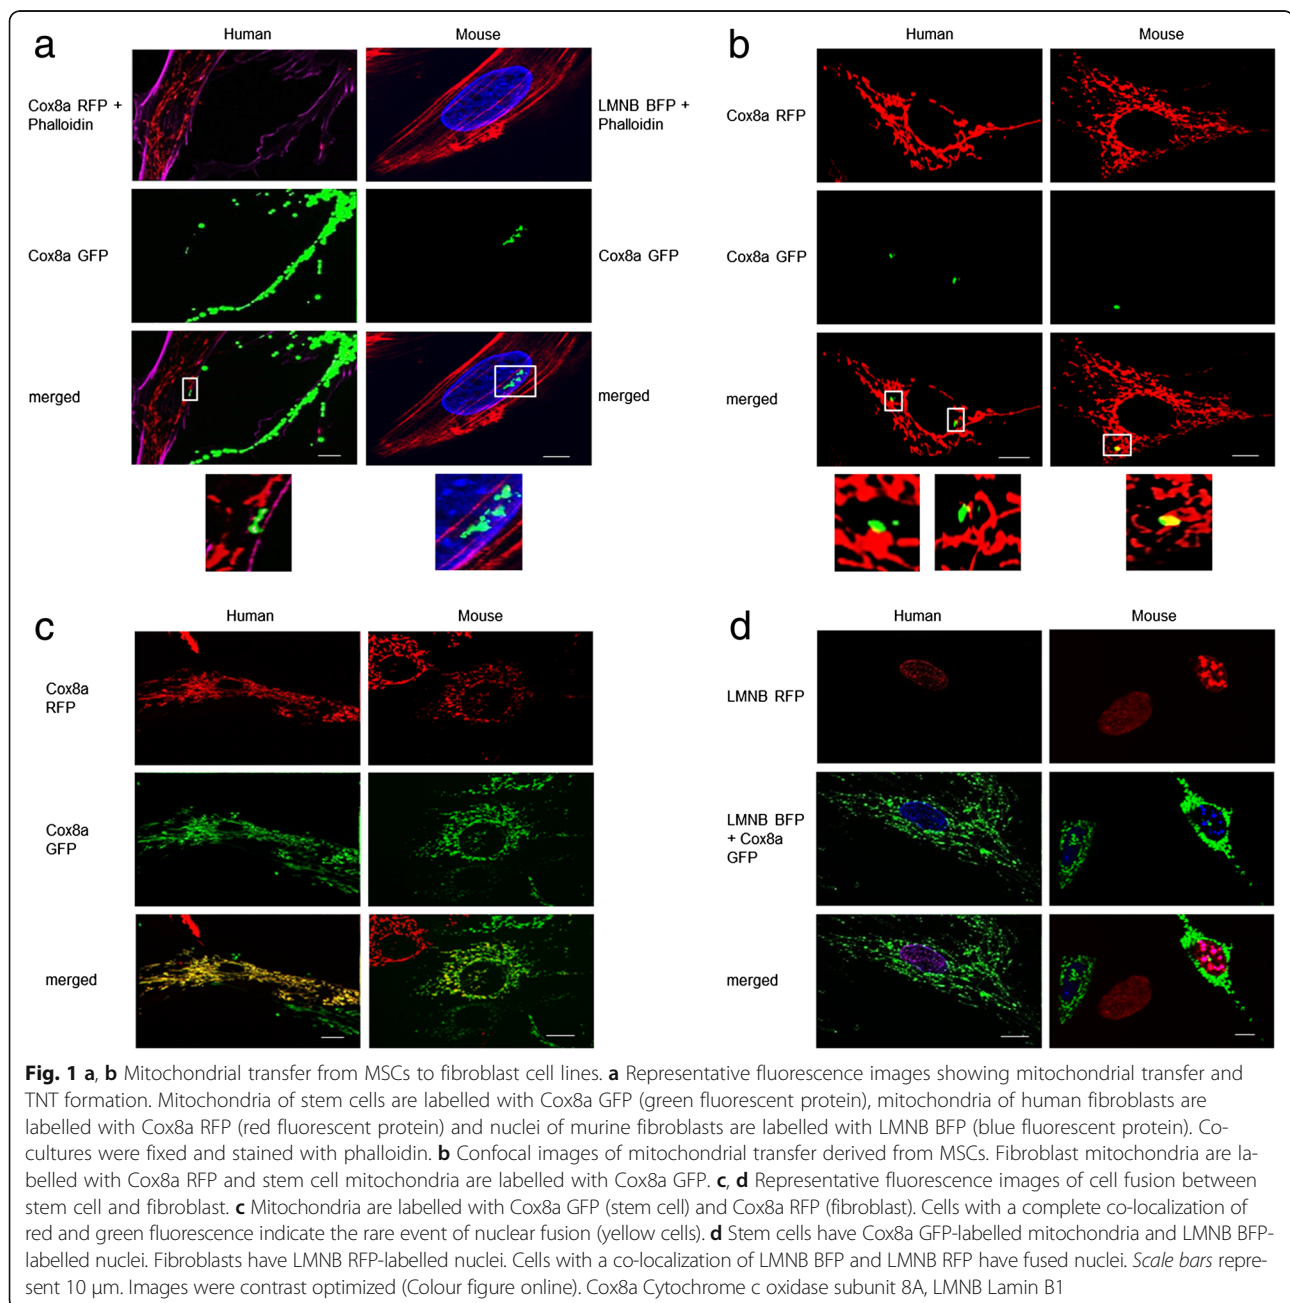 a
Human
Mouse
Cox8a RFP +
Phalloidin
LMNB BFP +
Phalloidin
Cox8a GFP
Cox8a GFP
merged
merged
b
Human
Mouse
Cox8a RFP
Cox8a GFP
merged
c
Human
Mouse
Cox8a
RFP
Cox8a
GFP
merged
d
Human
Mouse
LMNB RFP
LMNB BFP
+ Cox8a
GFP
merged
Fig. 1 a, b Mitochondrial transfer from MSCs to fibroblast cell lines. a Representative fluorescence images showing mitochondrial transfer and
TNT formation. Mitochondria of stem cells are labelled with Cox8a GFP (green fluorescent protein), mitochondria of human fibroblasts are
labelled with Cox8a RFP (red fluorescent protein) and nuclei of murine fibroblasts are labelled with LMNB BFP (blue fluorescent protein). Co-
cultures were fixed and stained with phalloidin. b Confocal images of mitochondrial transfer derived from MSCs. Fibroblast mitochondria are la-
belled with Cox8a RFP and stem cell mitochondria are labelled with Cox8a GFP. c, d Representative fluorescence images of cell fusion between
stem cell and fibroblast. c Mitochondria are labelled with Cox8a GFP (stem cell) and Cox8a RFP (fibroblast). Cells with a complete co-localization of
red and green fluorescence indicate the rare event of nuclear fusion (yellow cells). d Stem cells have Cox8a GFP-labelled mitochondria and LMNB BFP-
labelled nuclei. Fibroblasts have LMNB RFP-labelled nuclei. Cells with a co-localization of LMNB BFP and LMNB RFP have fused nuclei. Scale bars repre-
sent 10 μm. Images were contrast optimized (Colour figure online). Cox8a Cytochrome c oxidase subunit 8A, LMNB Lamin B1